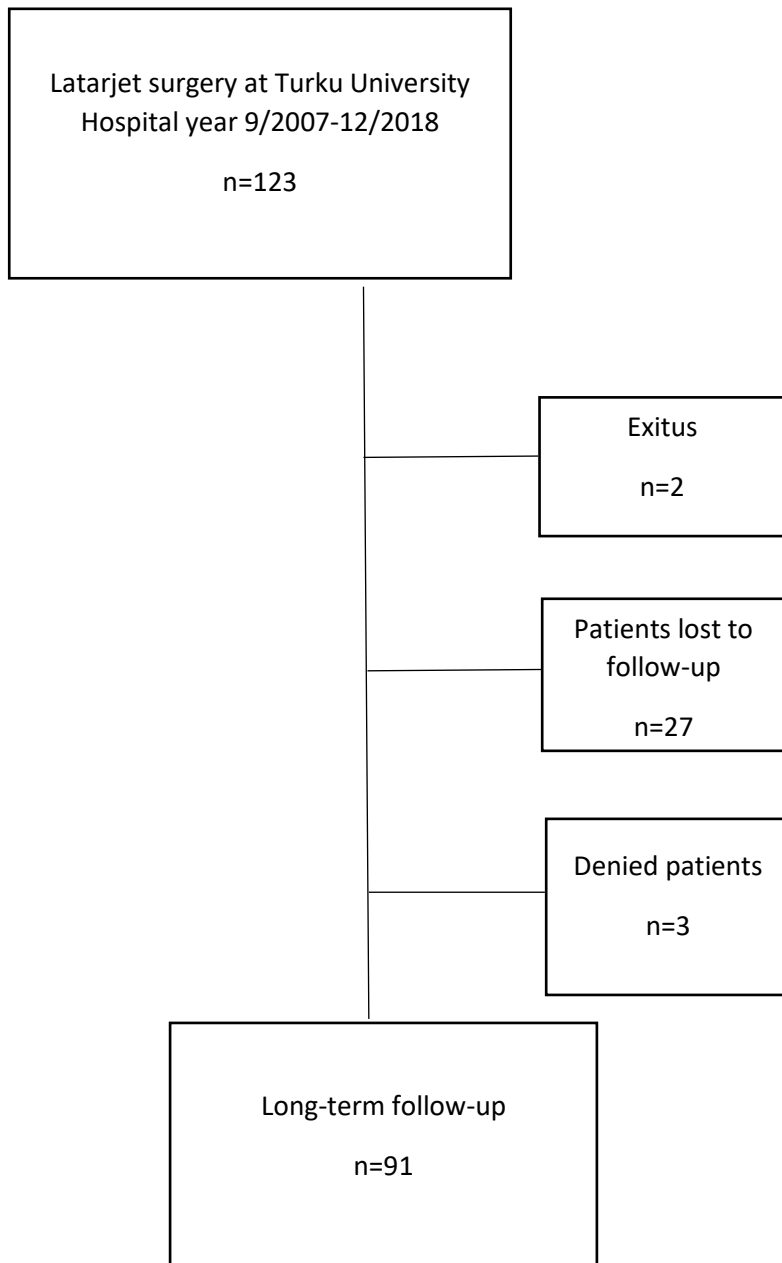 Latarjet surgery at Turku University
Hospital year 9/2007-12/2018
n=123
Exitus
n=2
Patients lost to
follow-up
n=27
Denied patients
n=3
Long-term follow-up
n=91